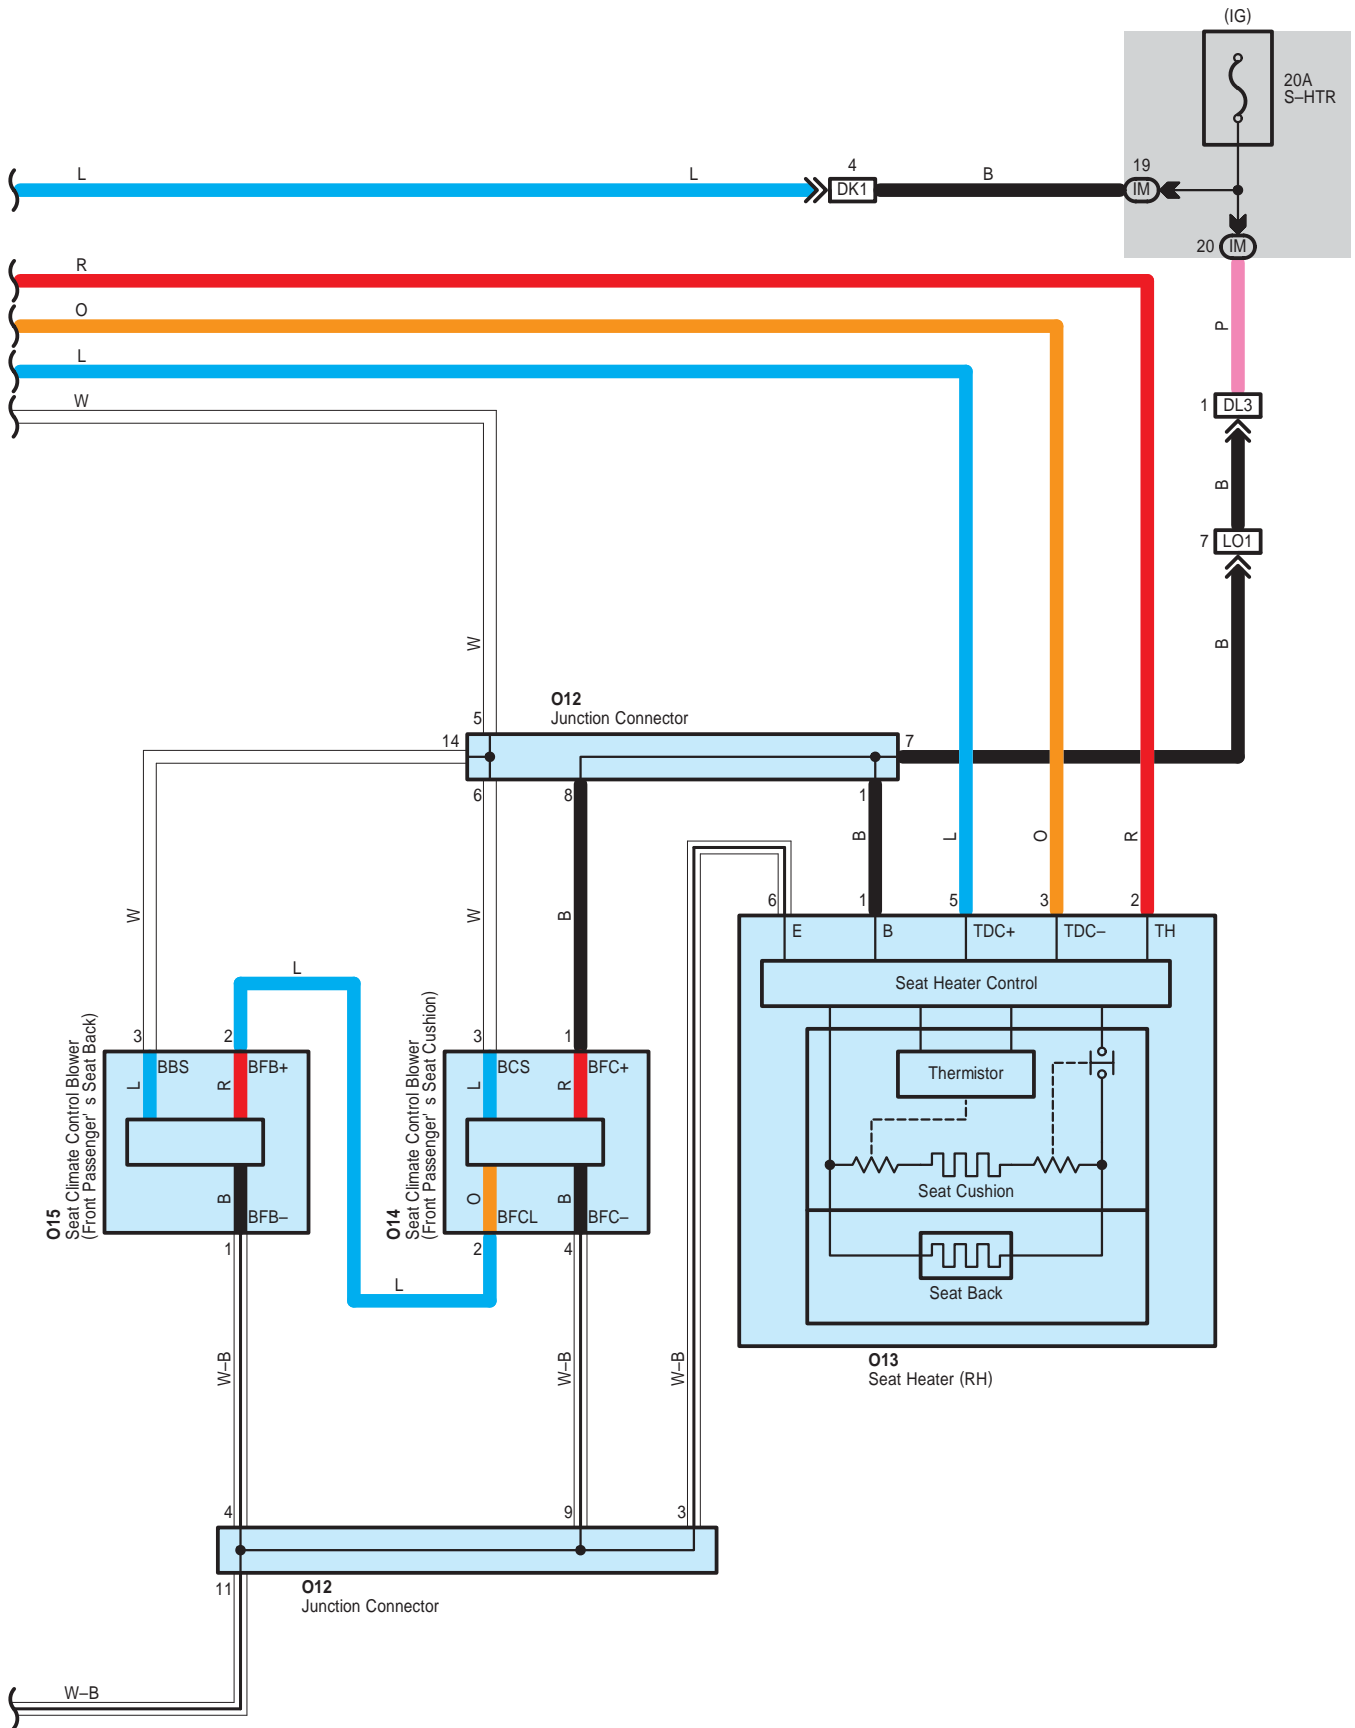 (IG)
20A
S–HTR
L
L
4
DK1
B
19
IM
20
IM
R
O
L
W
P
1
DL3
B
7
LO1
B
W
O12
Junction Connector
5
14
7
6
8
1
B
L
O
R
W
W
B
6
1
5
3
2
E
B
TDC+
TDC–
TH
Seat Heater Control
Thermistor
Seat Cushion
Seat Back
O13
Seat Heater (RH)
L
3
2
BBS
BFB+
L
R
B
BFB–
1
O15
Seat Climate Control Blower
(Front Passenger' s Seat Back)
3
1
BCS
BFC+
L
R
O
B
BFCL
BFC–
2
4
O14
Seat Climate Control Blower
(Front Passenger' s Seat Cushion)
L
W–B
W–B
W–B
4
9
3
11
O12
Junction Connector
W–B